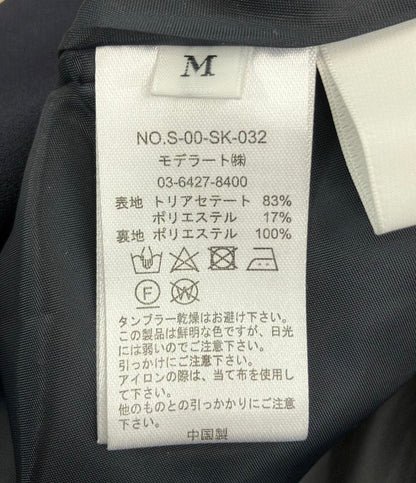 M
NO.S-00-SK-032
モデラート㈱
03-6427-8400
表地 トリアセテート 83%
ポリエステル 17%
裏地 ポリエステル 100%
F W
タンブラー乾燥はお避け下さい。
この製品は鮮明な色ですが、日光
には弱いのでご注意下さい。
引っかけにご注意下さい。
アイロンの際は、当て布を使用し
て下さい。
他のものとの引っかかりにご注意
下さい。
中国製